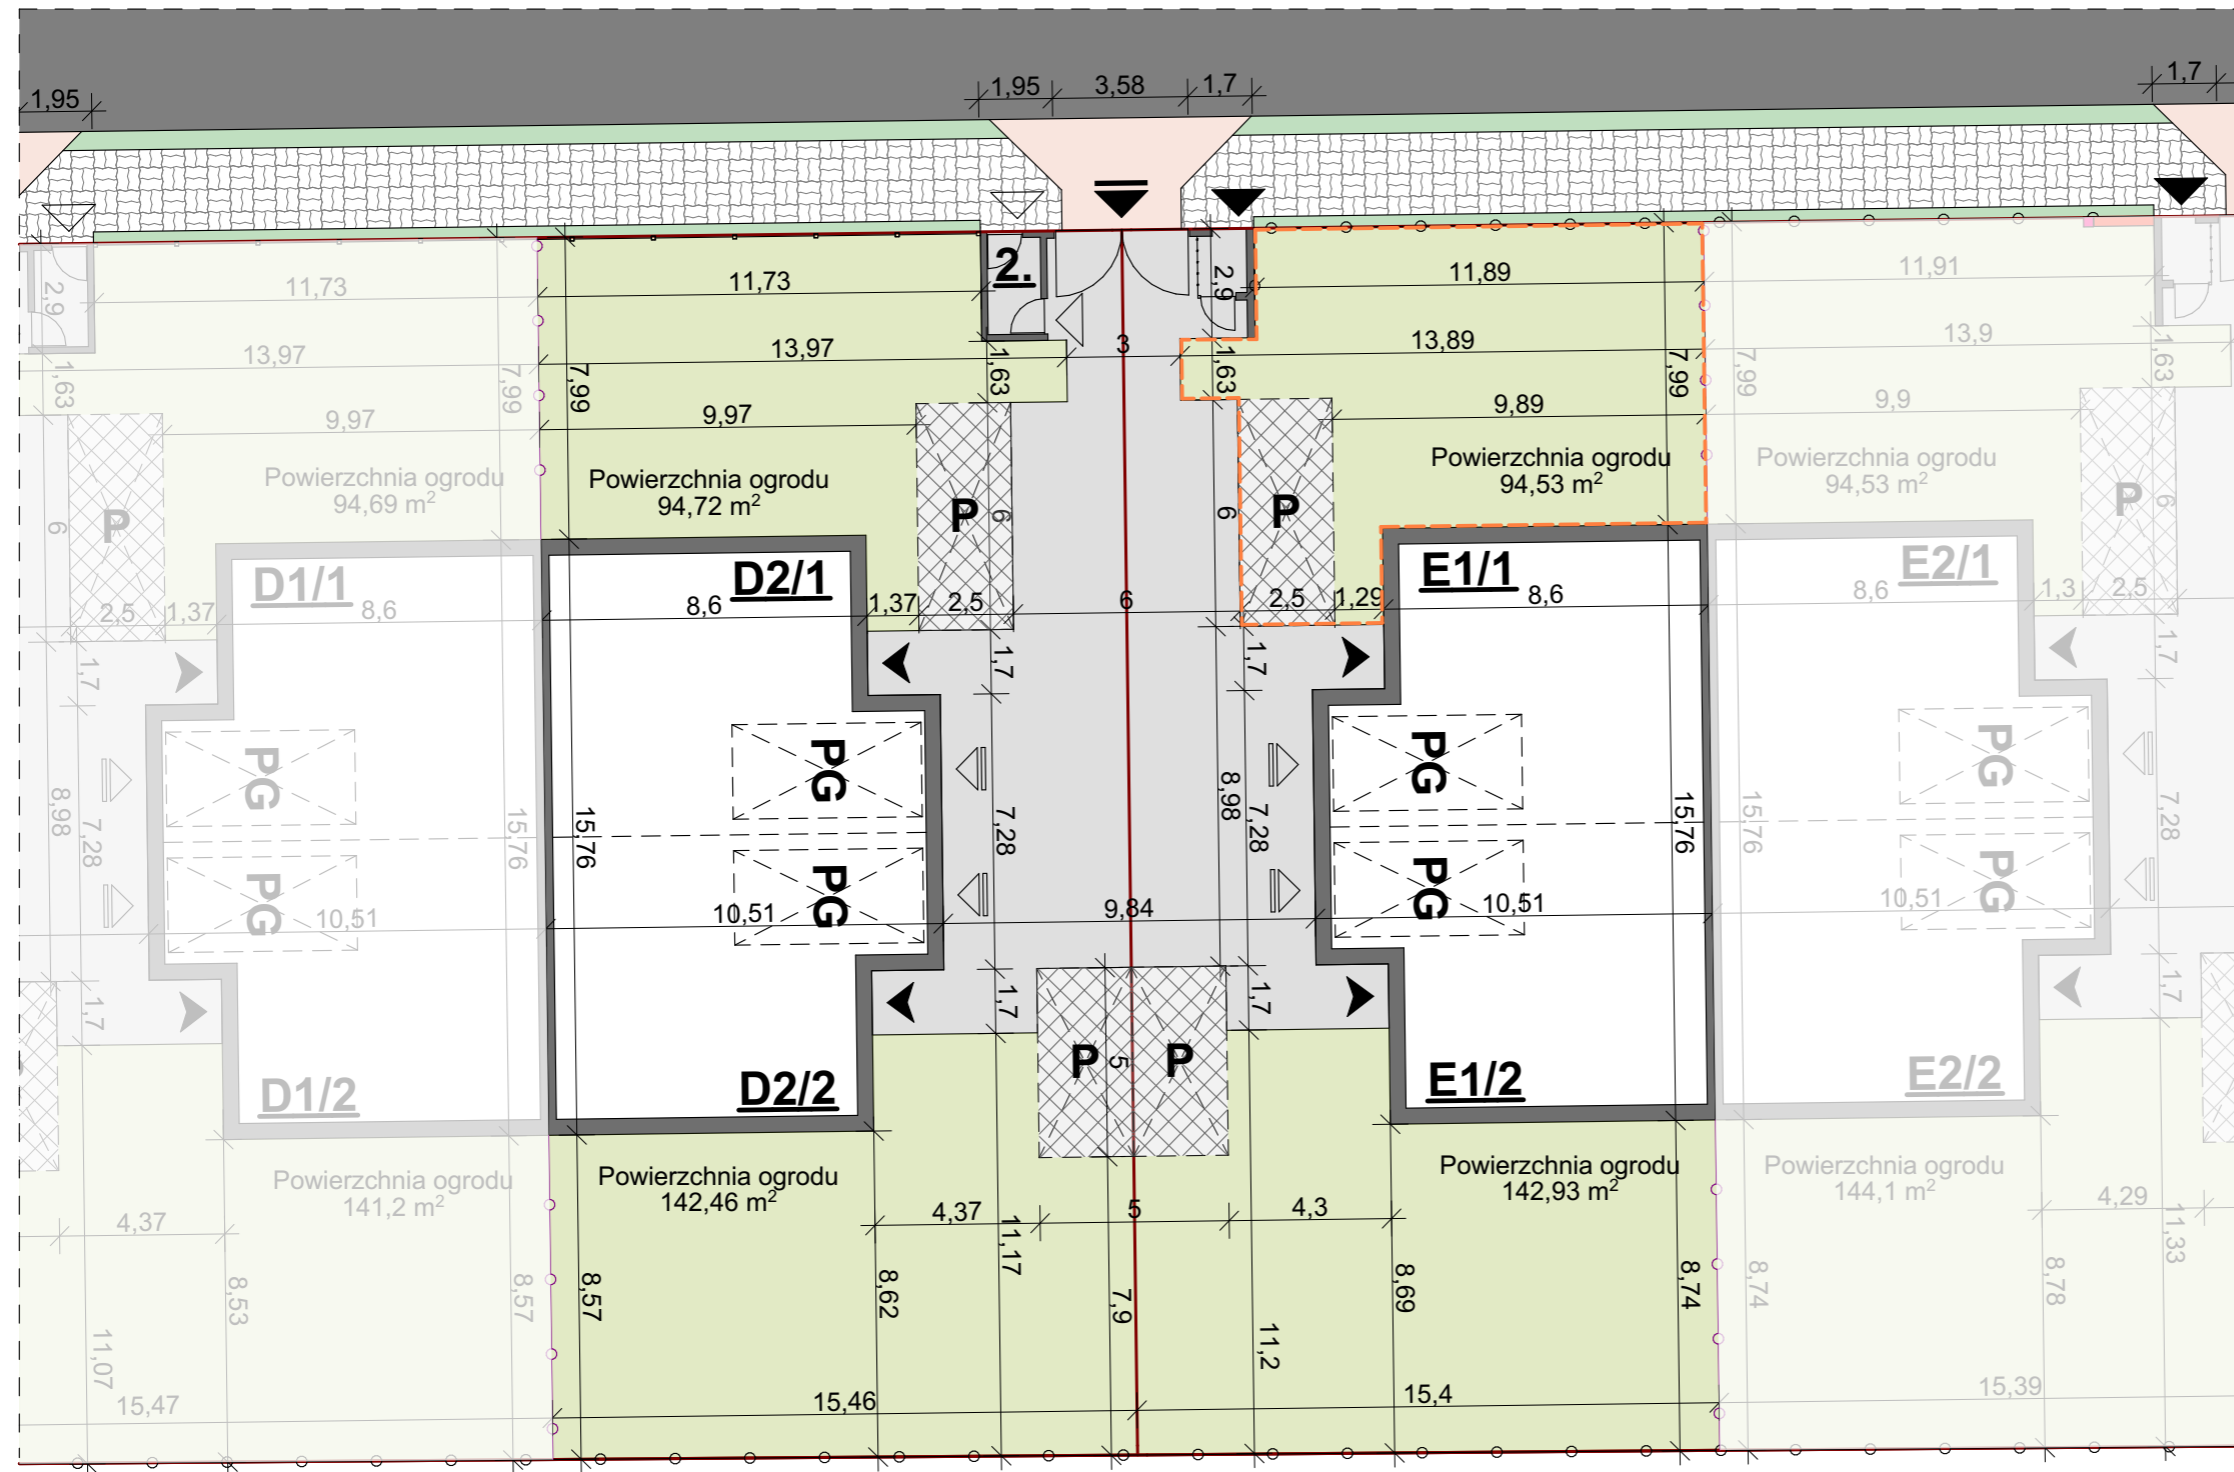 1,95
1,95
3,58
1,7
1,7
2.
2,9
11,73
11,73
2,9
11,89
11,91
13,97
13,97
3
13,89
13,9
1,63
7,99
7,99
1,63
1,63
7,99
7,99
1,63
9,97
9,97
9,89
9,9
Powierzchnia ogrodu
94,69 m²
Powierzchnia ogrodu
94,72 m²
Powierzchnia ogrodu
94,53 m²
Powierzchnia ogrodu
94,53 m²
6
P
P
6
6
P
P
6
D1/1
D2/1
E1/1
E2/1
2,5
1,37
8,6
8,6
1,37
2,5
6
2,5
1,29
8,6
8,6
1,3
2,5
1,7
1,7
1,7
1,7
PG
PG
PG
PG
8,98
7,28
15,76
15,76
7,28
8,98
7,28
15,76
15,76
7,28
PG
PG
PG
PG
10,51
10,51
9,84
10,51
10,51
1,7
1,7
1,7
1,7
D1/2
D2/2
P
5
P
E1/2
E2/2
Powierzchnia ogrodu
141,2 m²
Powierzchnia ogrodu
142,46 m²
Powierzchnia ogrodu
142,93 m²
Powierzchnia ogrodu
144,1 m²
4,37
4,37
5
4,3
4,29
11,07
8,53
8,57
8,57
8,62
11,17
7,9
11,2
8,69
8,74
8,74
8,78
11,33
15,47
15,46
15,4
15,39